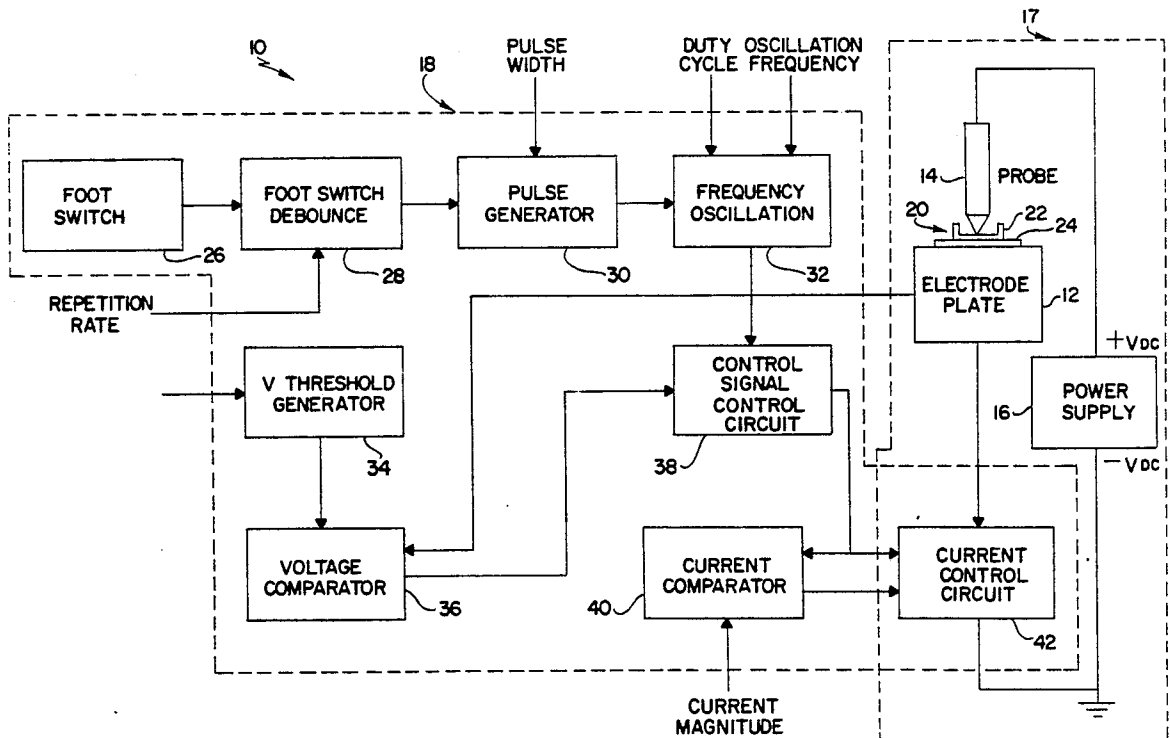 10
18
17
PULSE
WIDTH
DUTY OSCILLATION
CYCLE FREQUENCY
FOOT
SWITCH
26
FOOT SWITCH
DEBOUNCE
28
PULSE
GENERATOR
30
FREQUENCY
OSCILLATION
32
14
PROBE
20
22
24
ELECTRODE
PLATE
12
REPETITION
RATE
V THRESHOLD
GENERATOR
34
CONTROL
SIGNAL
CONTROL
CIRCUIT
38
+VDC
POWER
SUPPLY
16
-VDC
VOLTAGE
COMPARATOR
36
CURRENT
COMPARATOR
40
CURRENT
CONTROL
CIRCUIT
42
CURRENT
MAGNITUDE